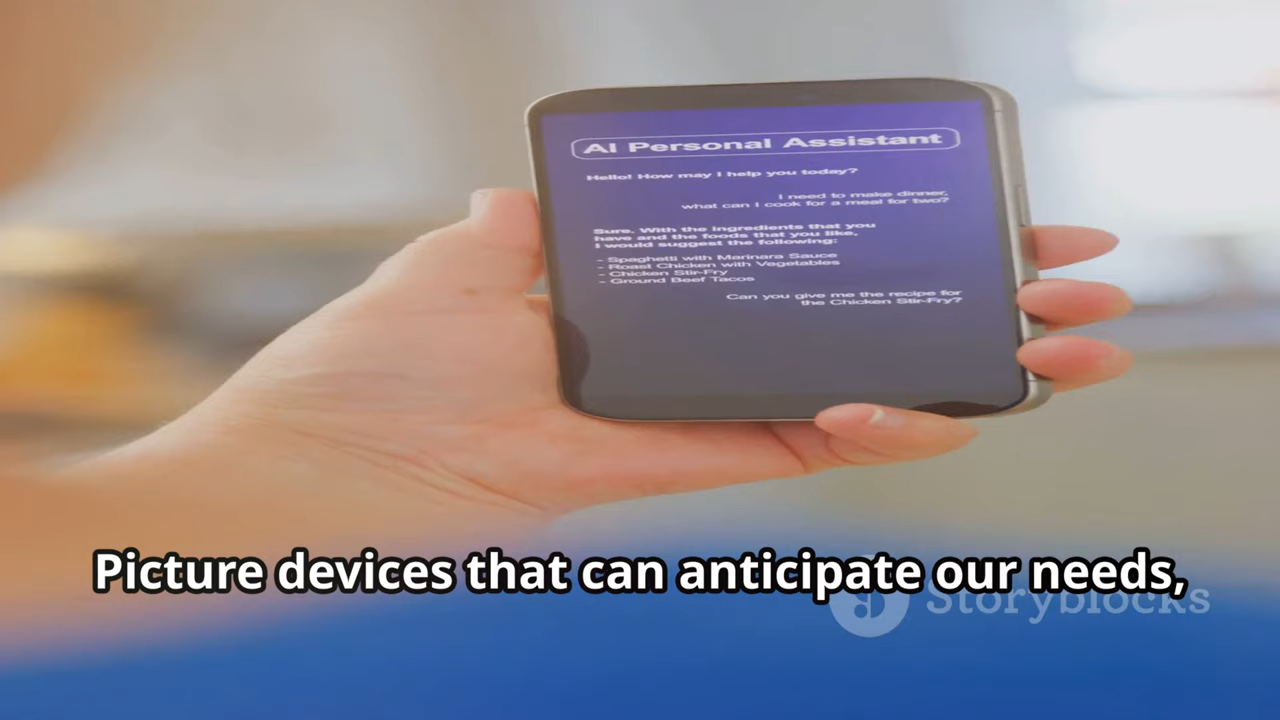 AI Personal Assistant
Hello! How may I help you today?
I need to make dinner,
what can I cook for a meal for two?
Sure. With the ingredients that you
have and the foods that you like,
I would suggest the following:
- Spaghetti with Marinara Sauce
- Roast Chicken with Vegetables
- Chicken Stir-Fry
- Ground Beef Tacos
Can you give me the recipe for
the Chicken Stir-Fry?
Picture devices that can anticipate our needs,
Storyblocks